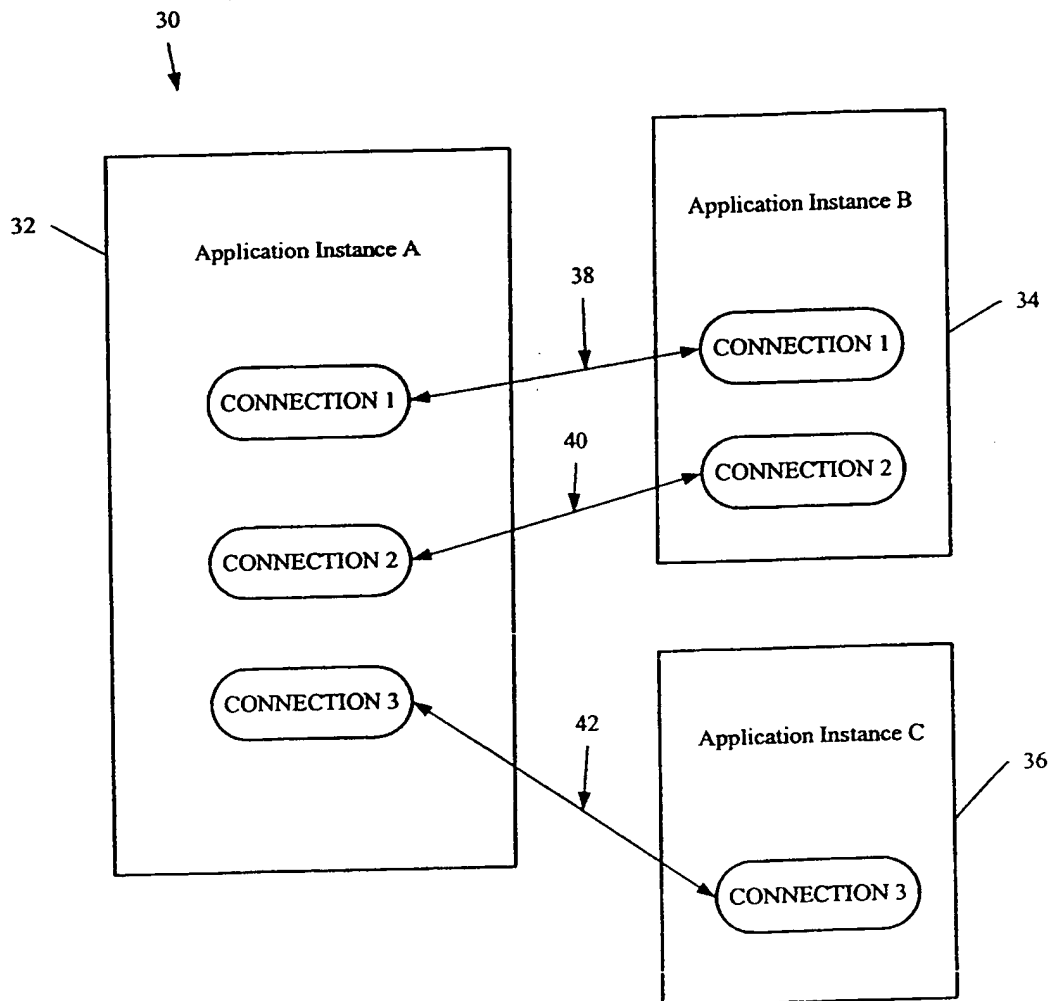 30
32
Application Instance A
CONNECTION 1
CONNECTION 2
CONNECTION 3
38
40
42
Application Instance B
34
CONNECTION 1
CONNECTION 2
Application Instance C
36
CONNECTION 3